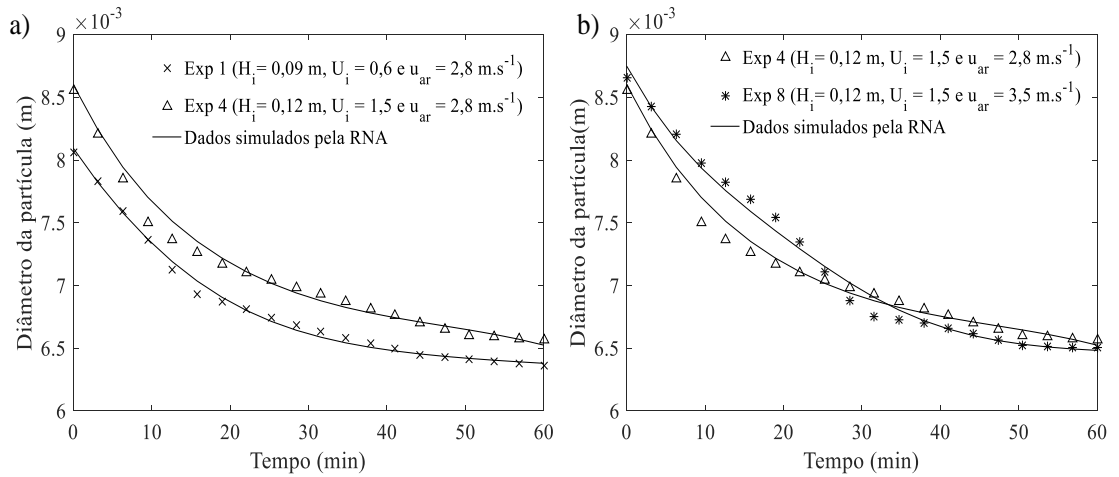 a)
×10⁻³
9
8.5
8
7.5
7
6.5
6
Diâmetro da partícula (m)
Exp 1 (Hᵢ= 0,09 m, Uᵢ = 0,6 e uₐᵣ = 2,8 m.s⁻¹)
Exp 4 (Hᵢ= 0,12 m, Uᵢ = 1,5 e uₐᵣ = 2,8 m.s⁻¹)
Dados simulados pela RNA
0 10 20 30 40 50 60
Tempo (min)
b)
×10⁻³
9
8.5
8
7.5
7
6.5
6
Diâmetro da partícula(m)
Exp 4 (Hᵢ= 0,12 m, Uᵢ = 1,5 e uₐᵣ = 2,8 m.s⁻¹)
Exp 8 (Hᵢ= 0,12 m, Uᵢ = 1,5 e uₐᵣ = 3,5 m.s⁻¹)
Dados simulados pela RNA
0 10 20 30 40 50 60
Tempo (min)